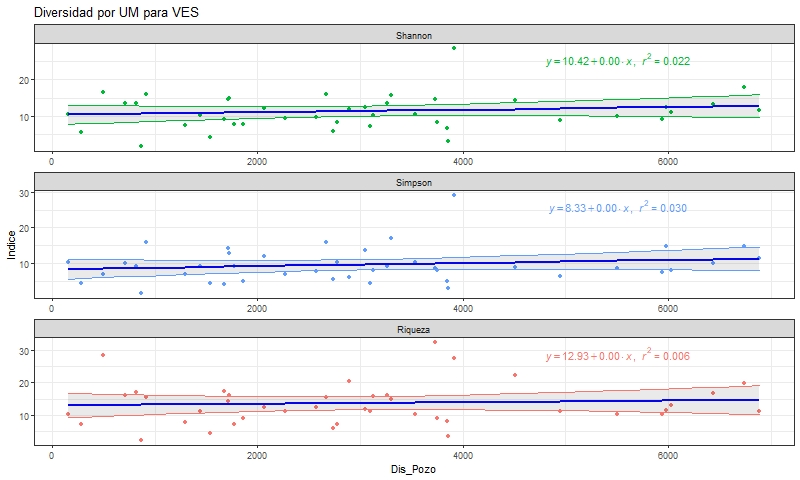 Diversidad por UM para VES
Shannon
y = 10.42 + 0.00 · x, r² = 0.022
20
10
0 2000 4000 6000
Simpson
30
y = 8.33 + 0.00 · x, r² = 0.030
20
10
0 2000 4000 6000
Indice
Riqueza
30
y = 12.93 + 0.00 · x, r² = 0.006
20
10
0 2000 4000 6000
Dis_Pozo